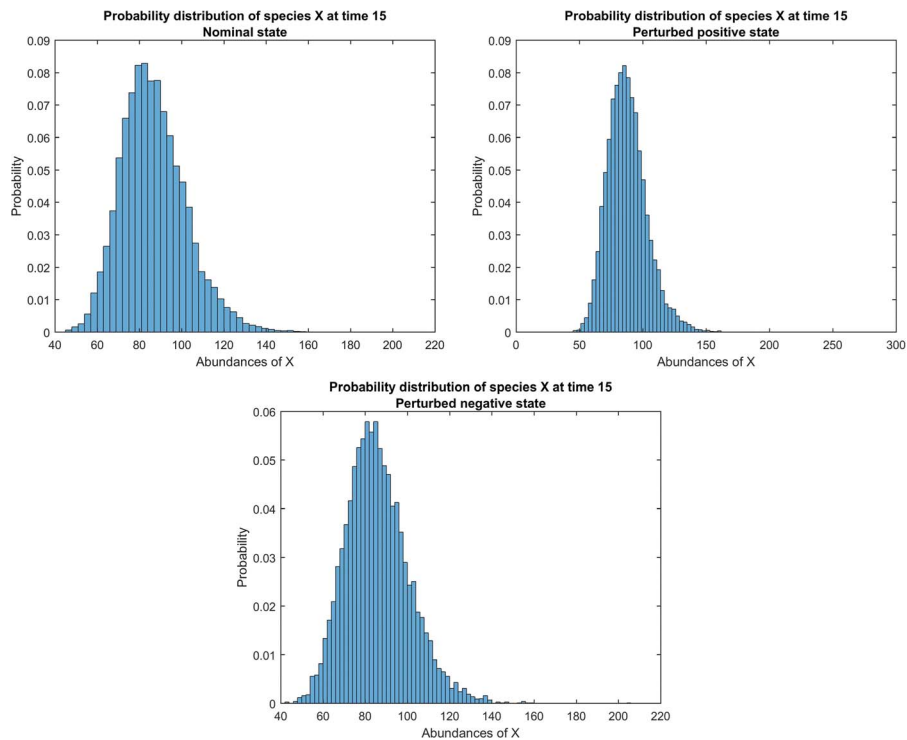 Probability distribution of species X at time 15
Nominal state
0.09
0.08
0.07
0.06
0.05
0.04
0.03
0.02
0.01
0
Probability
40 60 80 100 120 140 160 180 200 220
Abundances of X
Probability distribution of species X at time 15
Perturbed positive state
0.09
0.08
0.07
0.06
0.05
0.04
0.03
0.02
0.01
0
Probability
0 50 100 150 200 250 300
Abundances of X
Probability distribution of species X at time 15
Perturbed negative state
0.06
0.05
0.04
0.03
0.02
0.01
0
Probability
40 60 80 100 120 140 160 180 200 220
Abundances of X